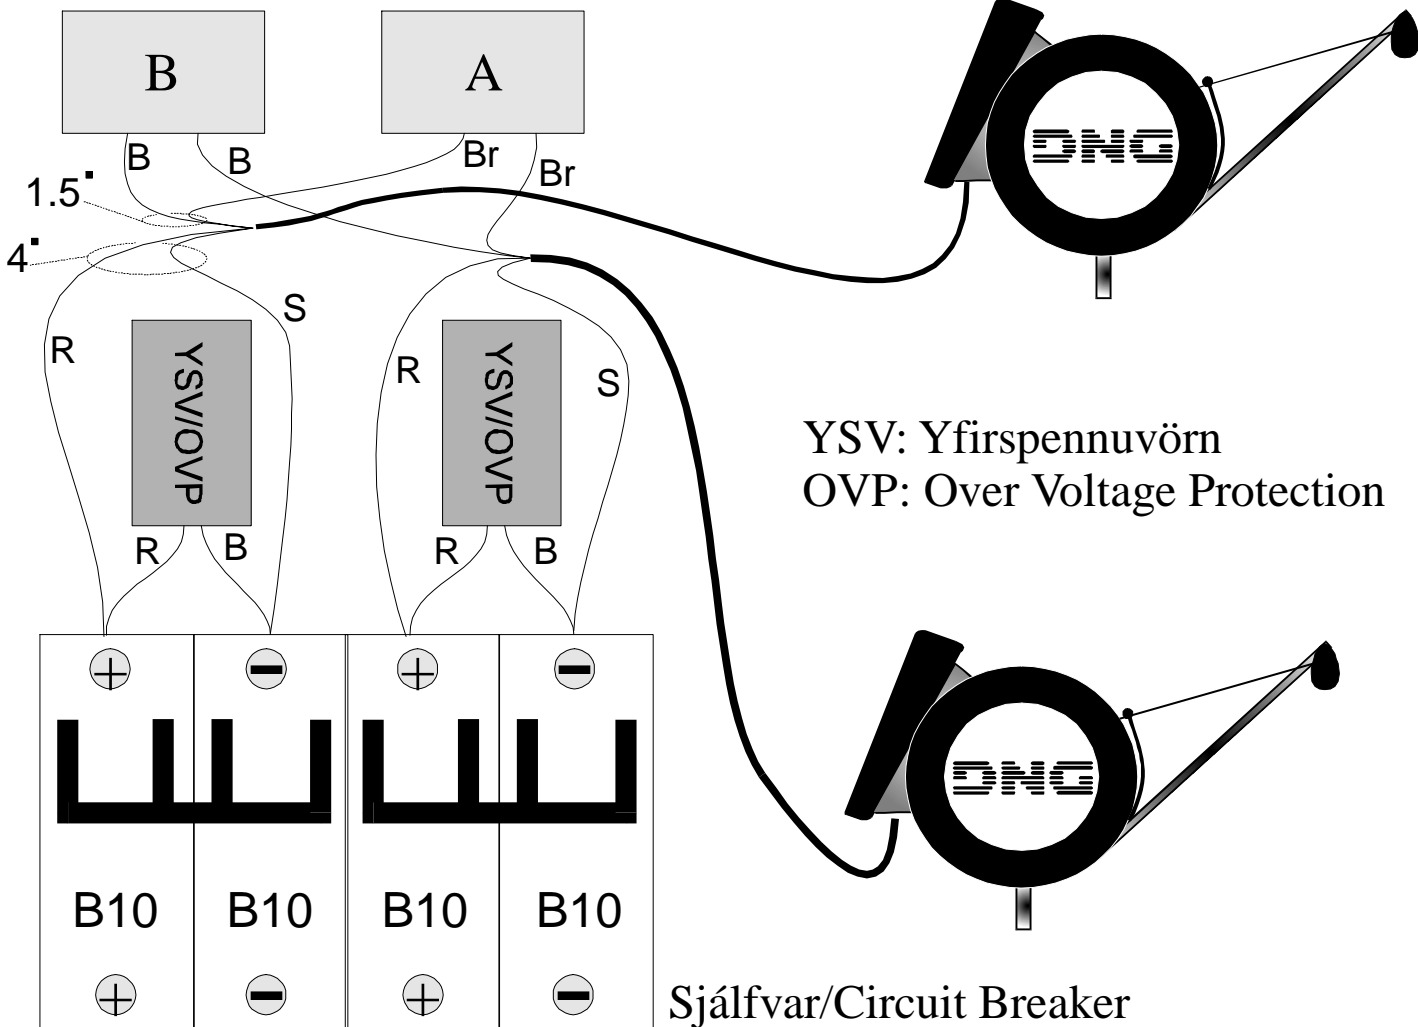 B A
B B Br Br
1.5▪
4▪
DNG
S
R
R
S
YSV/OVP YSV/OVP
YSV: Yfirspennuvörn
OVP: Over Voltage Protection
R B R B
+ − + −
DNG
B10 B10 B10 B10
+ − + −
Sjálfvar/Circuit Breaker